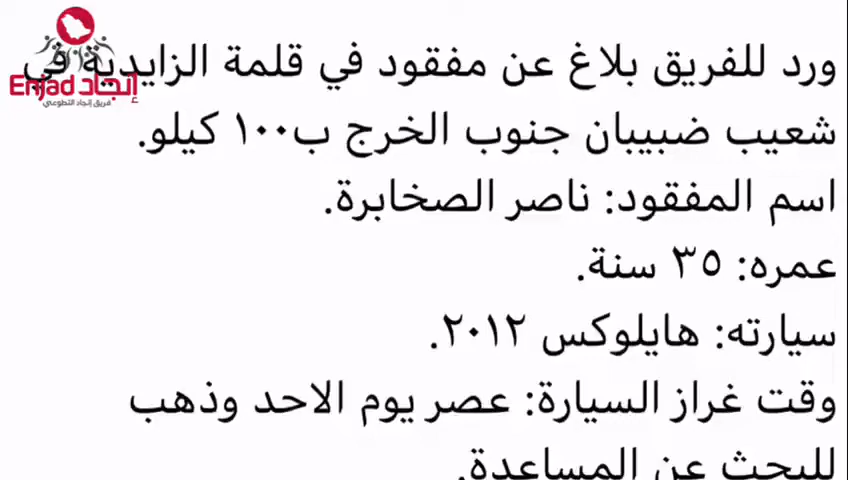 ورد للفريق بلاغ عن مفقود في قلمة الزايدية في
شعيب ضبيبان جنوب الخرج ب١٠٠ كيلو.
اسم المفقود: ناصر الصخابرة.
عمره: ٣٥ سنة.
سيارته: هايلوكس ٢٠١٢.
وقت غراز السيارة: عصر يوم الاحد وذهب
للبحث عن المساعدة.
إنجاد Enjad
فريق إنجاد التطوعي